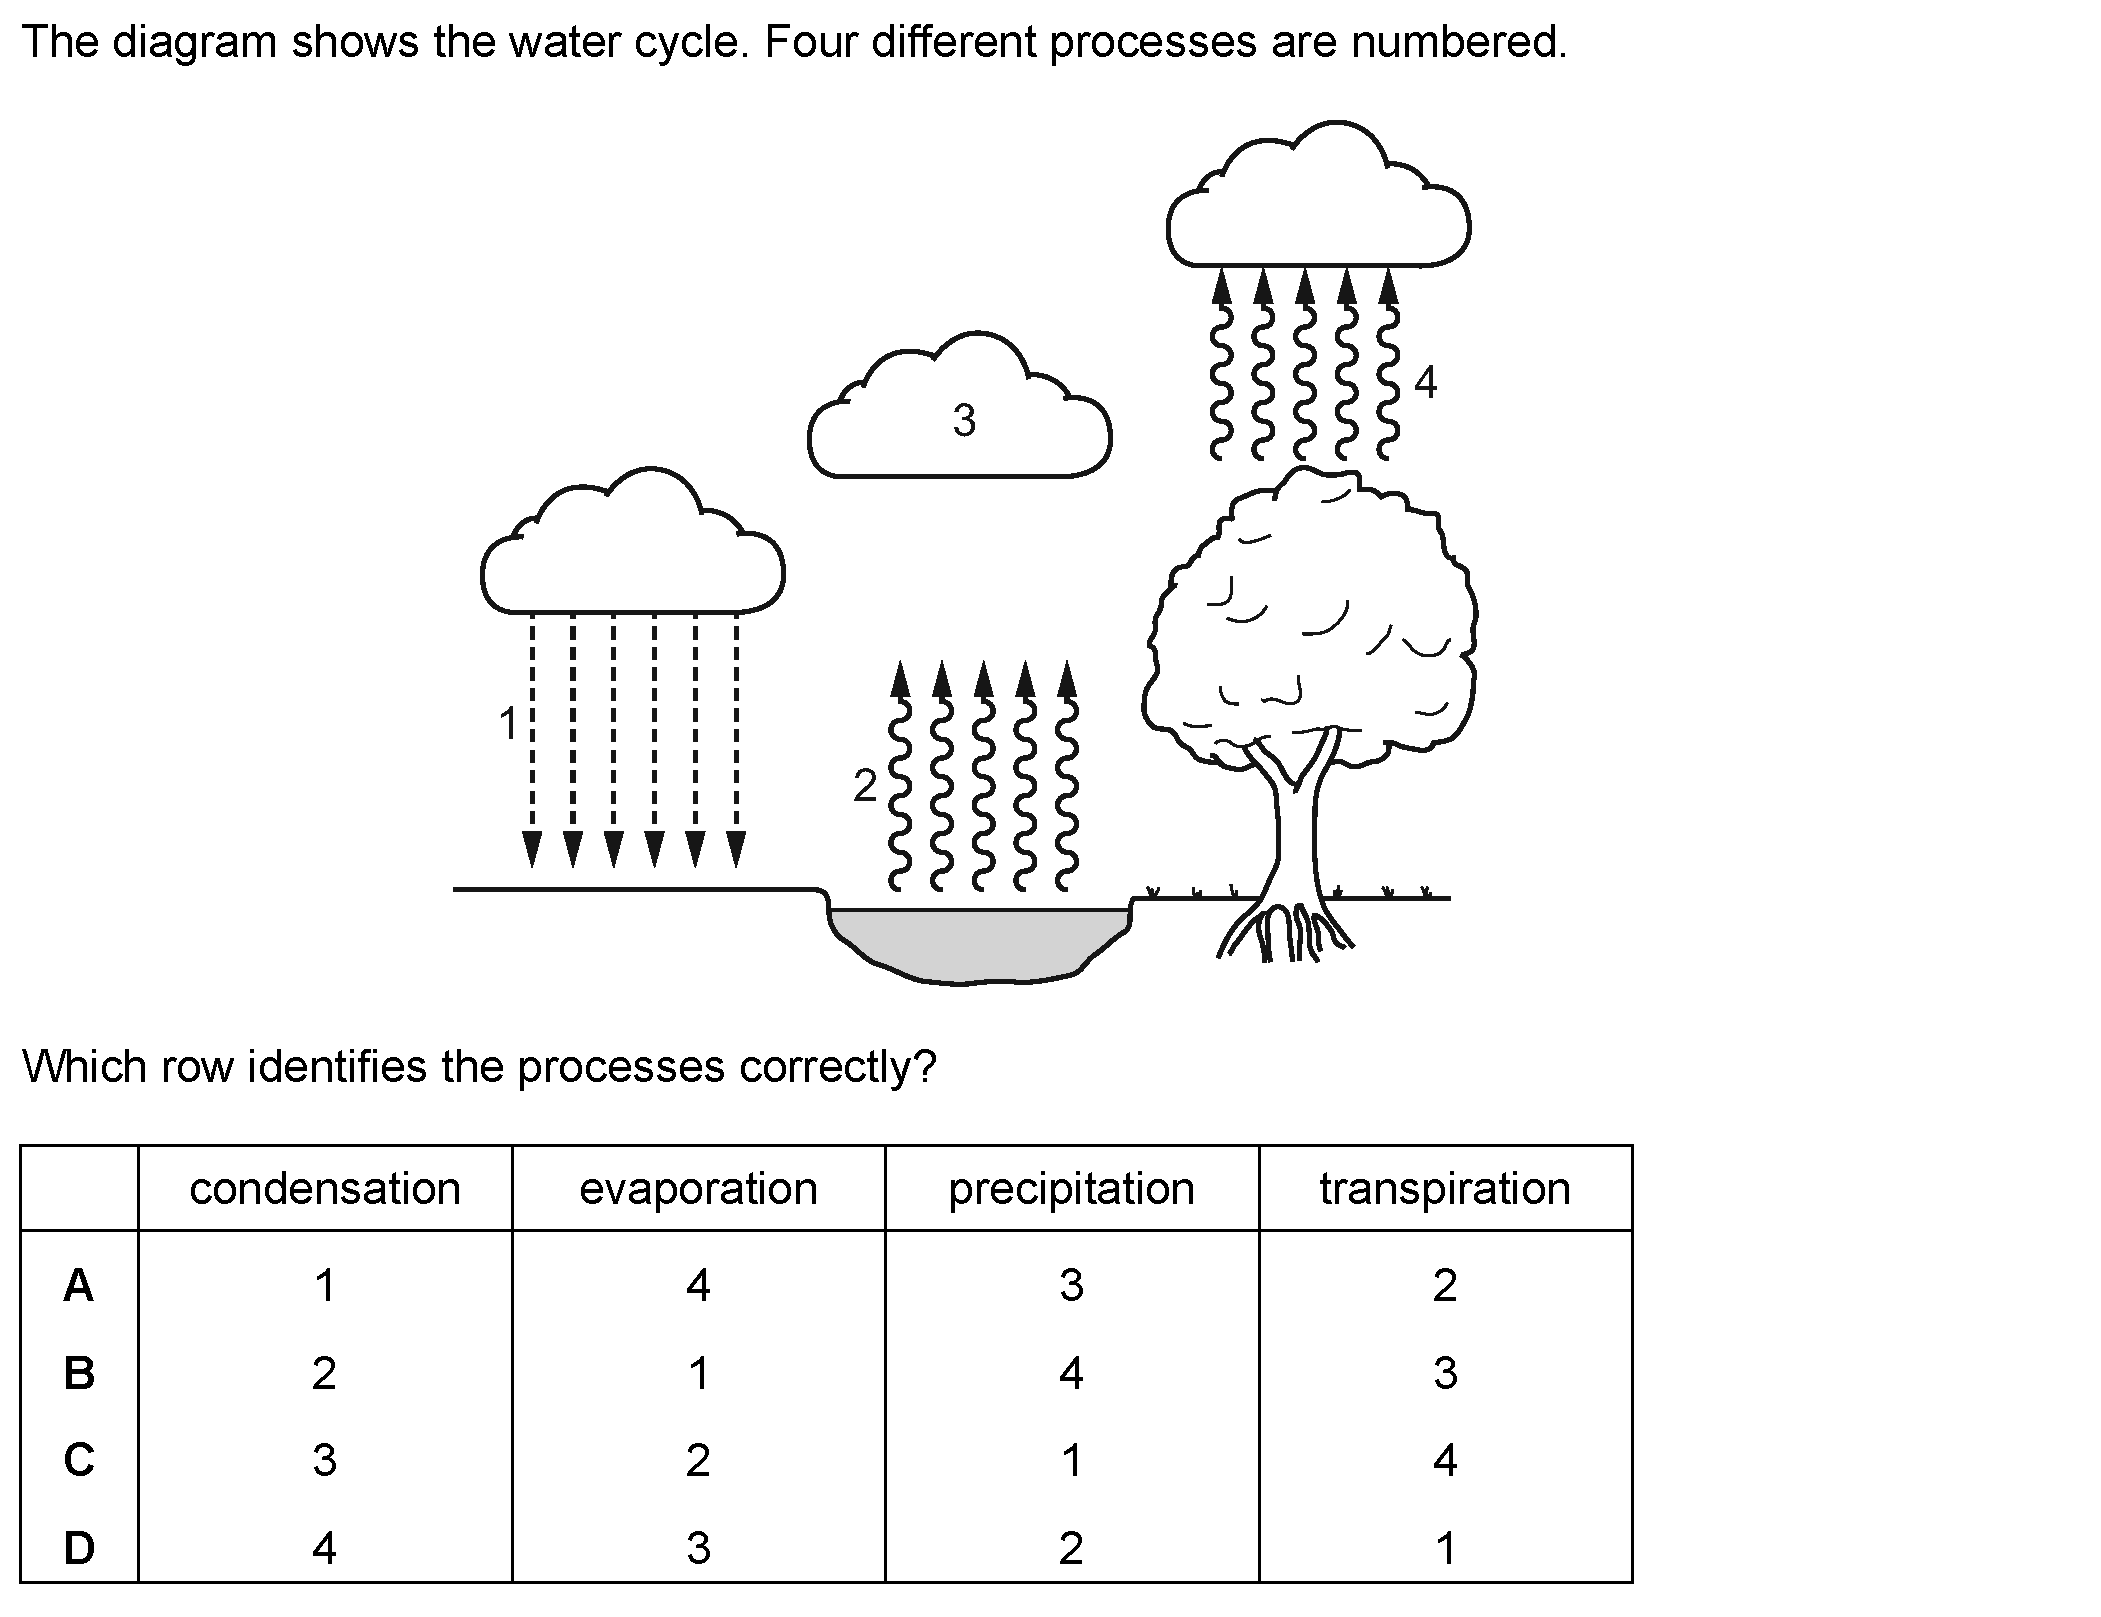 The diagram shows the water cycle. Four different processes are numbered.
4
3
1
2
Which row identifies the processes correctly?
condensation evaporation precipitation transpiration
A 1 4 3 2
B 2 1 4 3
C 3 2 1 4
D 4 3 2 1